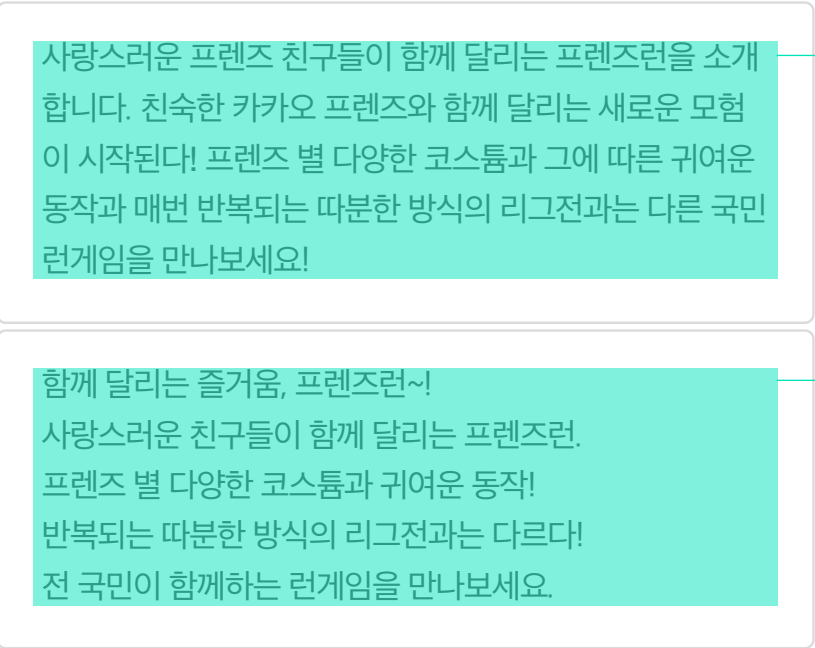 사랑스러운 프렌즈 친구들이 함께 달리는 프렌즈런을 소개
합니다. 친숙한 카카오 프렌즈와 함께 달리는 새로운 모험
이 시작된다! 프렌즈 별 다양한 코스튬과 그에 따른 귀여운
동작과 매번 반복되는 따분한 방식의 리그전과는 다른 국민
런게임을 만나보세요!
함께 달리는 즐거움, 프렌즈런~!
사랑스러운 친구들이 함께 달리는 프렌즈런.
프렌즈 별 다양한 코스튬과 귀여운 동작!
반복되는 따분한 방식의 리그전과는 다르다!
전 국민이 함께하는 런게임을 만나보세요.